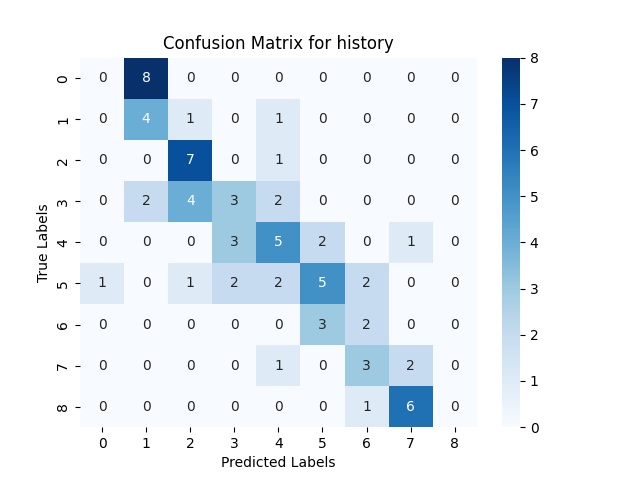 Confusion Matrix for history
0 0 8 0 0 0 0 0 0 0 8
1 0 4 1 0 1 0 0 0 0 7
2 0 0 7 0 1 0 0 0 0 6
3 0 2 4 3 2 0 0 0 0 5
4 0 0 0 3 5 2 0 1 0 4
5 1 0 1 2 2 5 2 0 0 3
6 0 0 0 0 0 3 2 0 0 2
7 0 0 0 0 1 0 3 2 0 1
8 0 0 0 0 0 0 1 6 0 0
0 1 2 3 4 5 6 7 8
True Labels
Predicted Labels